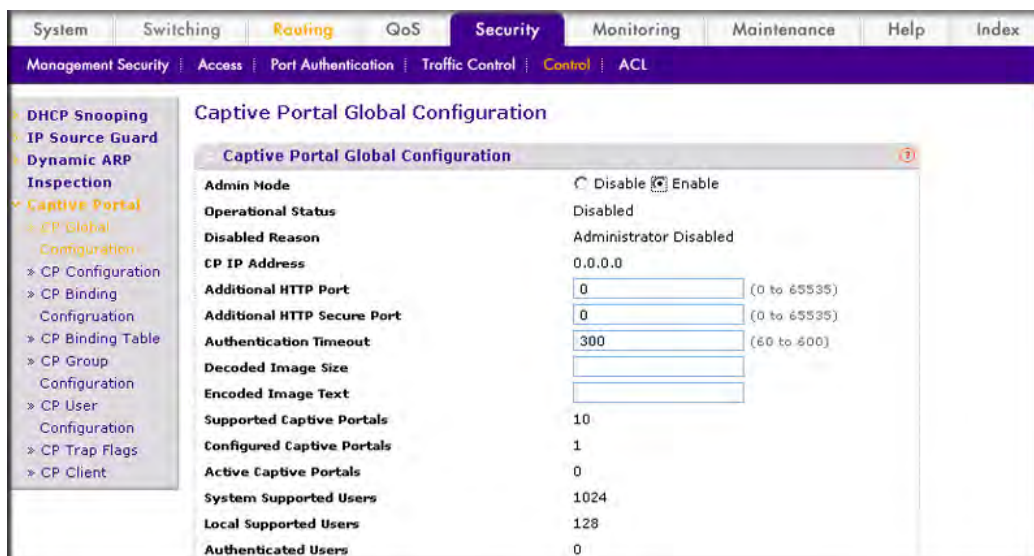 System Switching Routing QoS Security Monitoring Maintenance Help Index
Management Security Access Port Authentication Traffic Control Control ACL
DHCP Snooping
IP Source Guard
Dynamic ARP
Inspection
Captive Portal
» CP Global
Configuration
» CP Configuration
» CP Binding
Configruation
» CP Binding Table
» CP Group
Configuration
» CP User
Configuration
» CP Trap Flags
» CP Client
Captive Portal Global Configuration
Captive Portal Global Configuration ?
Admin Mode Disable Enable
Operational Status Disabled
Disabled Reason Administrator Disabled
CP IP Address 0.0.0.0
Additional HTTP Port 0 (0 to 65535)
Additional HTTP Secure Port 0 (0 to 65535)
Authentication Timeout 300 (60 to 600)
Decoded Image Size
Encoded Image Text
Supported Captive Portals 10
Configured Captive Portals 1
Active Captive Portals 0
System Supported Users 1024
Local Supported Users 128
Authenticated Users 0